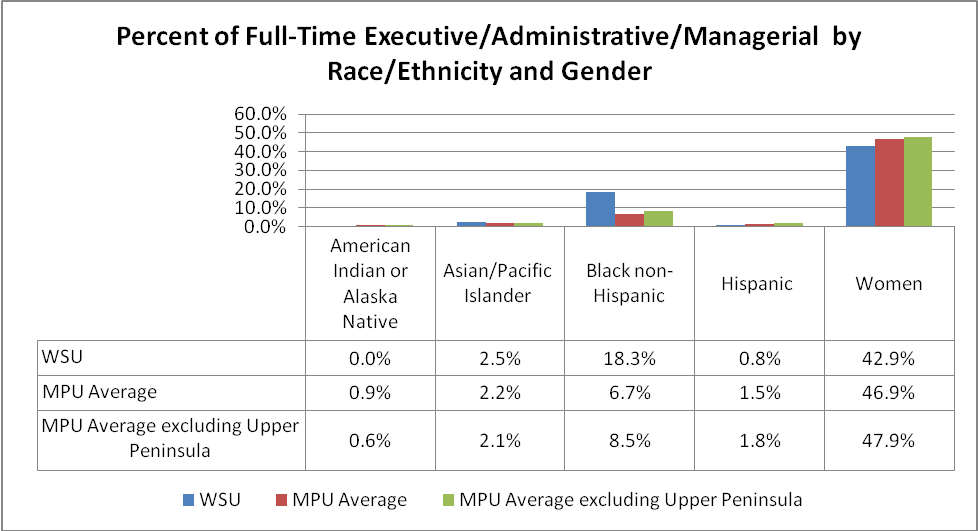 Percent of Full-Time Executive/Administrative/Managerial by
Race/Ethnicity and Gender
60.0%
50.0%
40.0%
30.0%
20.0%
10.0%
0.0%
American
Indian or
Alaska
Native
Asian/Pacific
Islander
Black non-
Hispanic
Hispanic
Women
WSU 0.0% 2.5% 18.3% 0.8% 42.9%
MPU Average 0.9% 2.2% 6.7% 1.5% 46.9%
MPU Average excluding Upper
Peninsula 0.6% 2.1% 8.5% 1.8% 47.9%
WSU MPU Average MPU Average excluding Upper Peninsula